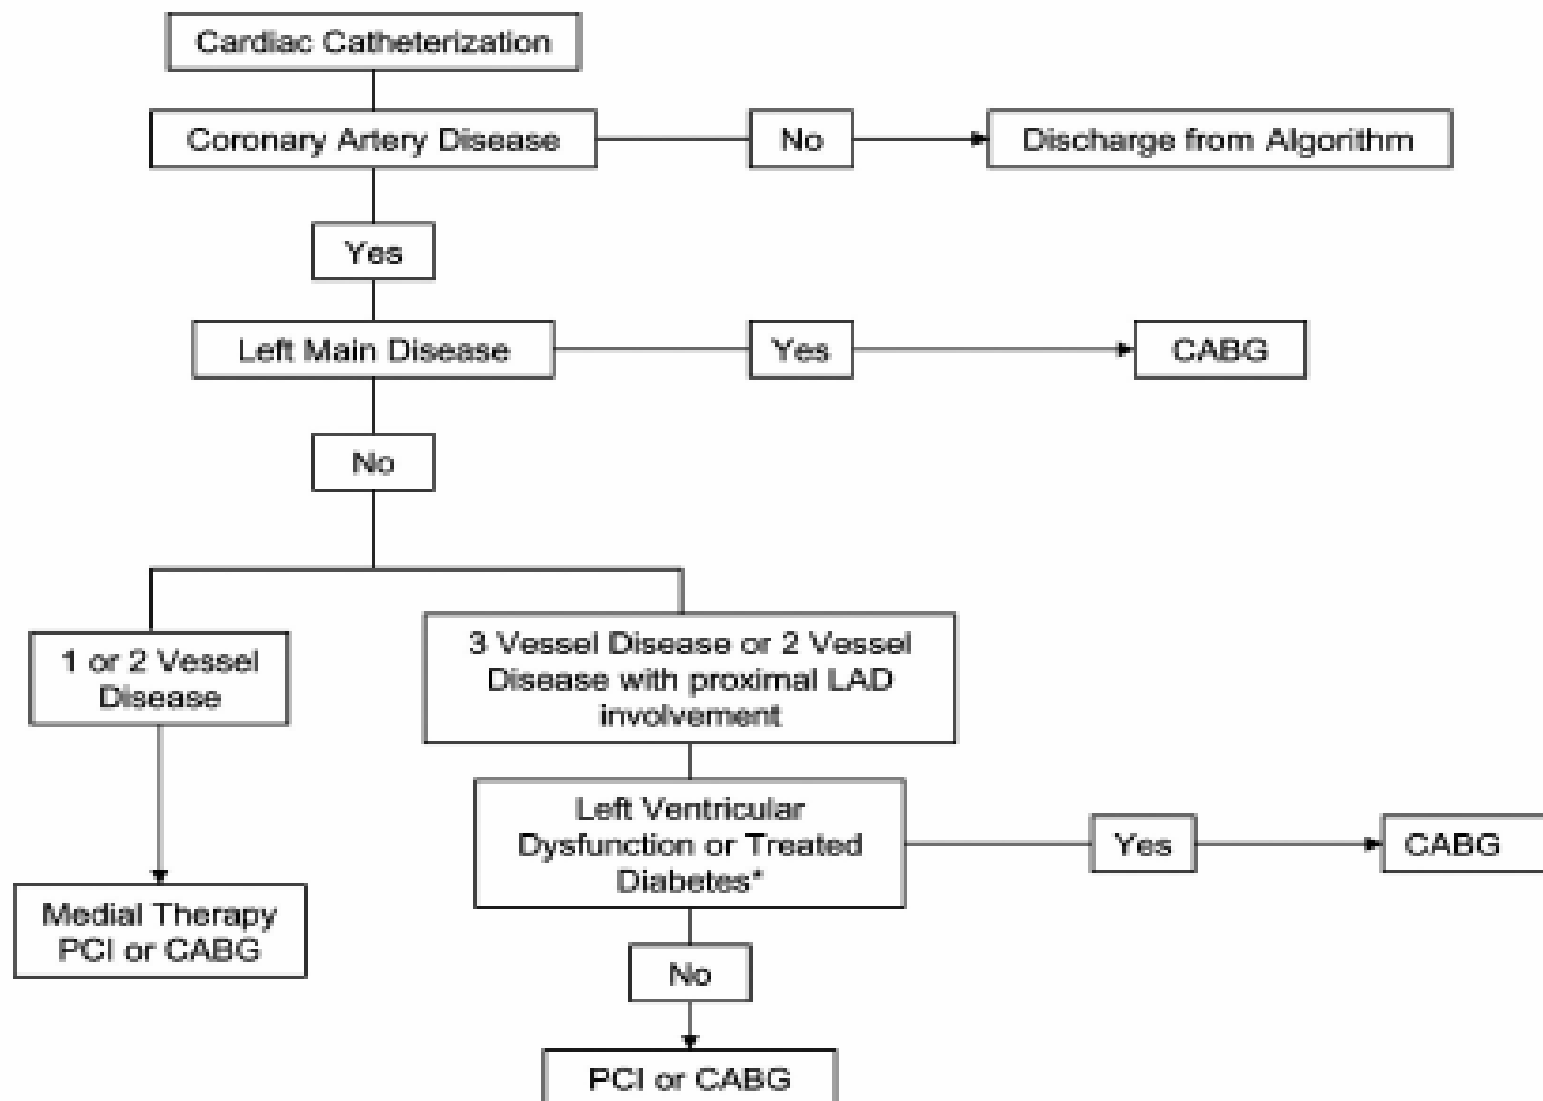 Cardiac Catheterization
Coronary Artery Disease
No
Discharge from Algorithm
Yes
Left Main Disease
Yes
CABG
No
1 or 2 Vessel
Disease
3 Vessel Disease or 2 Vessel
Disease with proximal LAD
involvement
Left Ventricular
Dysfunction or Treated
Diabetes*
Yes
CABG
Medial Therapy
PCI or CABG
No
PCI or CABG